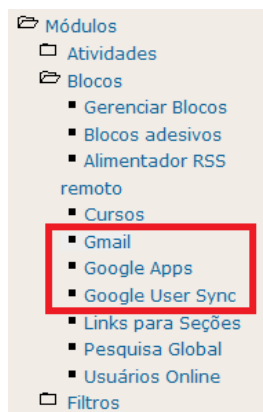 Módulos
Atividades
Blocos
Gerenciar Blocos
Blocos adesivos
Alimentador RSS
remoto
Cursos
Gmail
Google Apps
Google User Sync
Links para Seções
Pesquisa Global
Usuários Online
Filtros